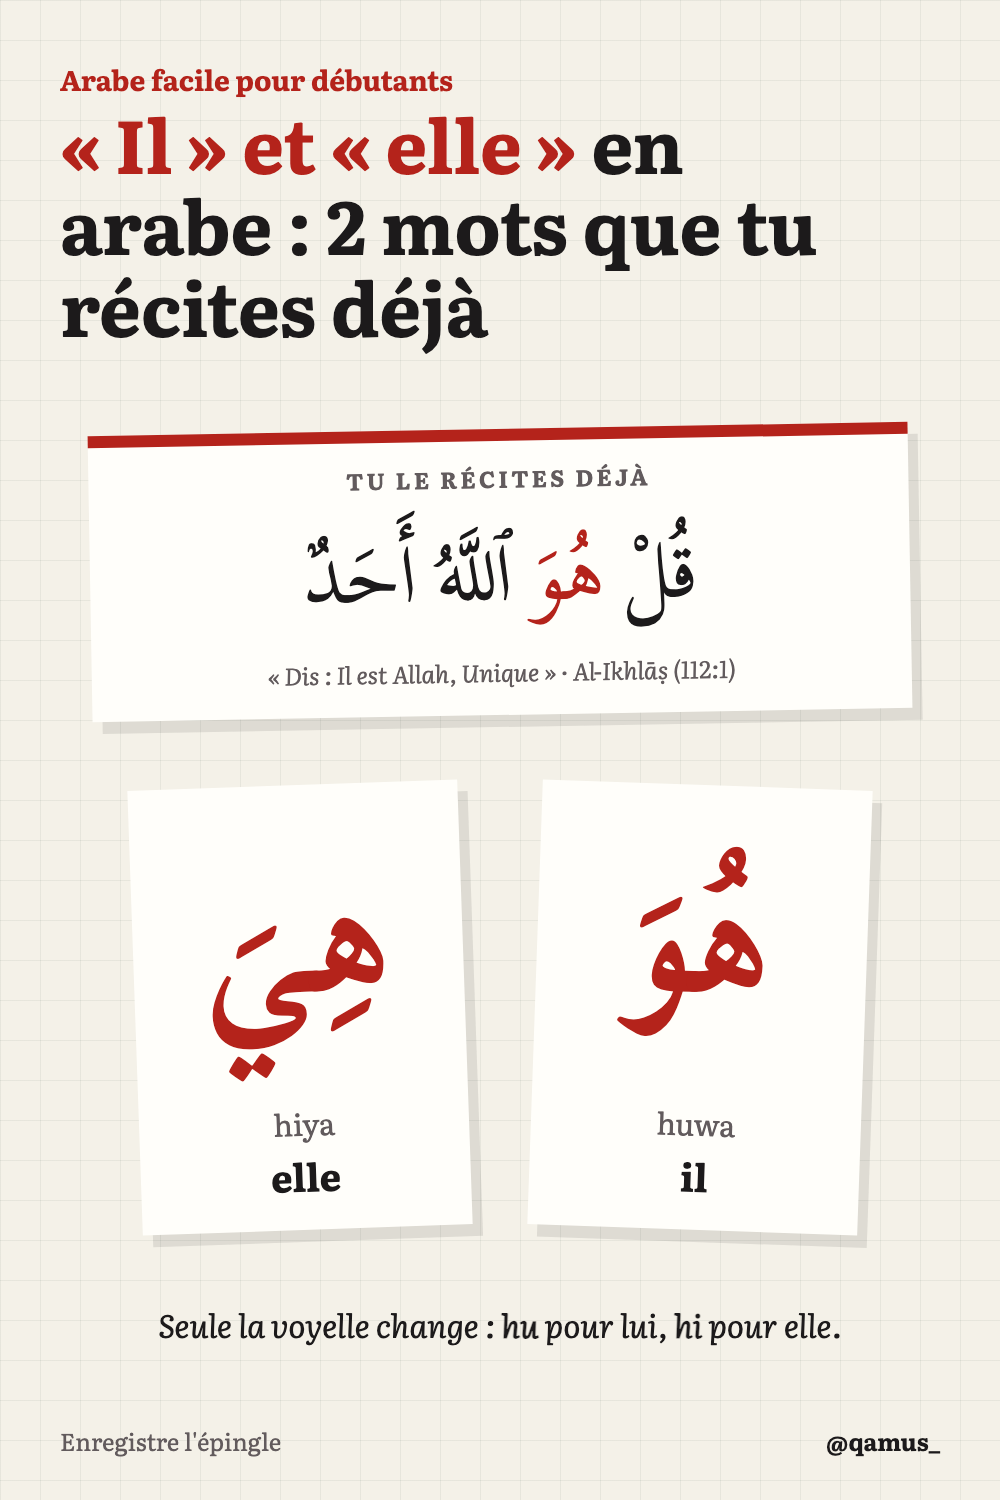 Arabe facile pour débutants
« Il » et « elle » en
arabe : 2 mots que tu
récites déjà
TU LE RÉCITES DÉJÀ
قُلْ هُوَ ٱللَّهُ أَحَدٌ
« Dis : Il est Allah, Unique » · Al-Ikhlāṣ (112:1)
هِيَ
hiya
elle
هُوَ
huwa
il
Seule la voyelle change : hu pour lui, hi pour elle.
Enregistre l'épingle
@qamus_